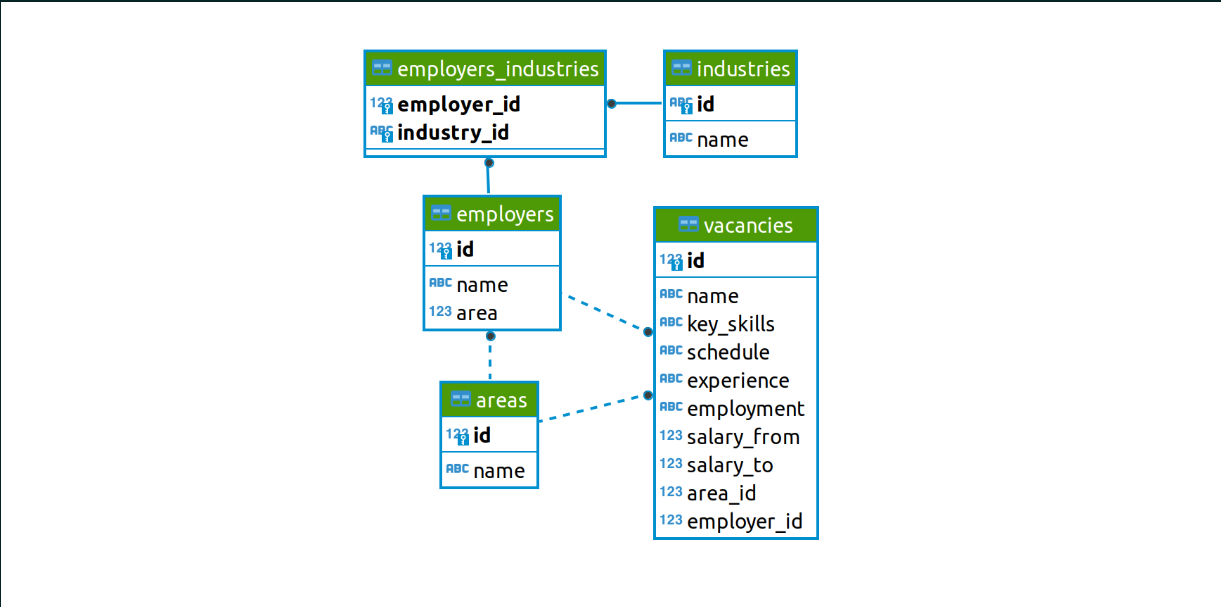 employers_industries
123 employer_id
ABC industry_id
industries
ABC id
ABC name
employers
123 id
ABC name
123 area
vacancies
123 id
ABC name
ABC key_skills
ABC schedule
ABC experience
ABC employment
123 salary_from
123 salary_to
123 area_id
123 employer_id
areas
123 id
ABC name